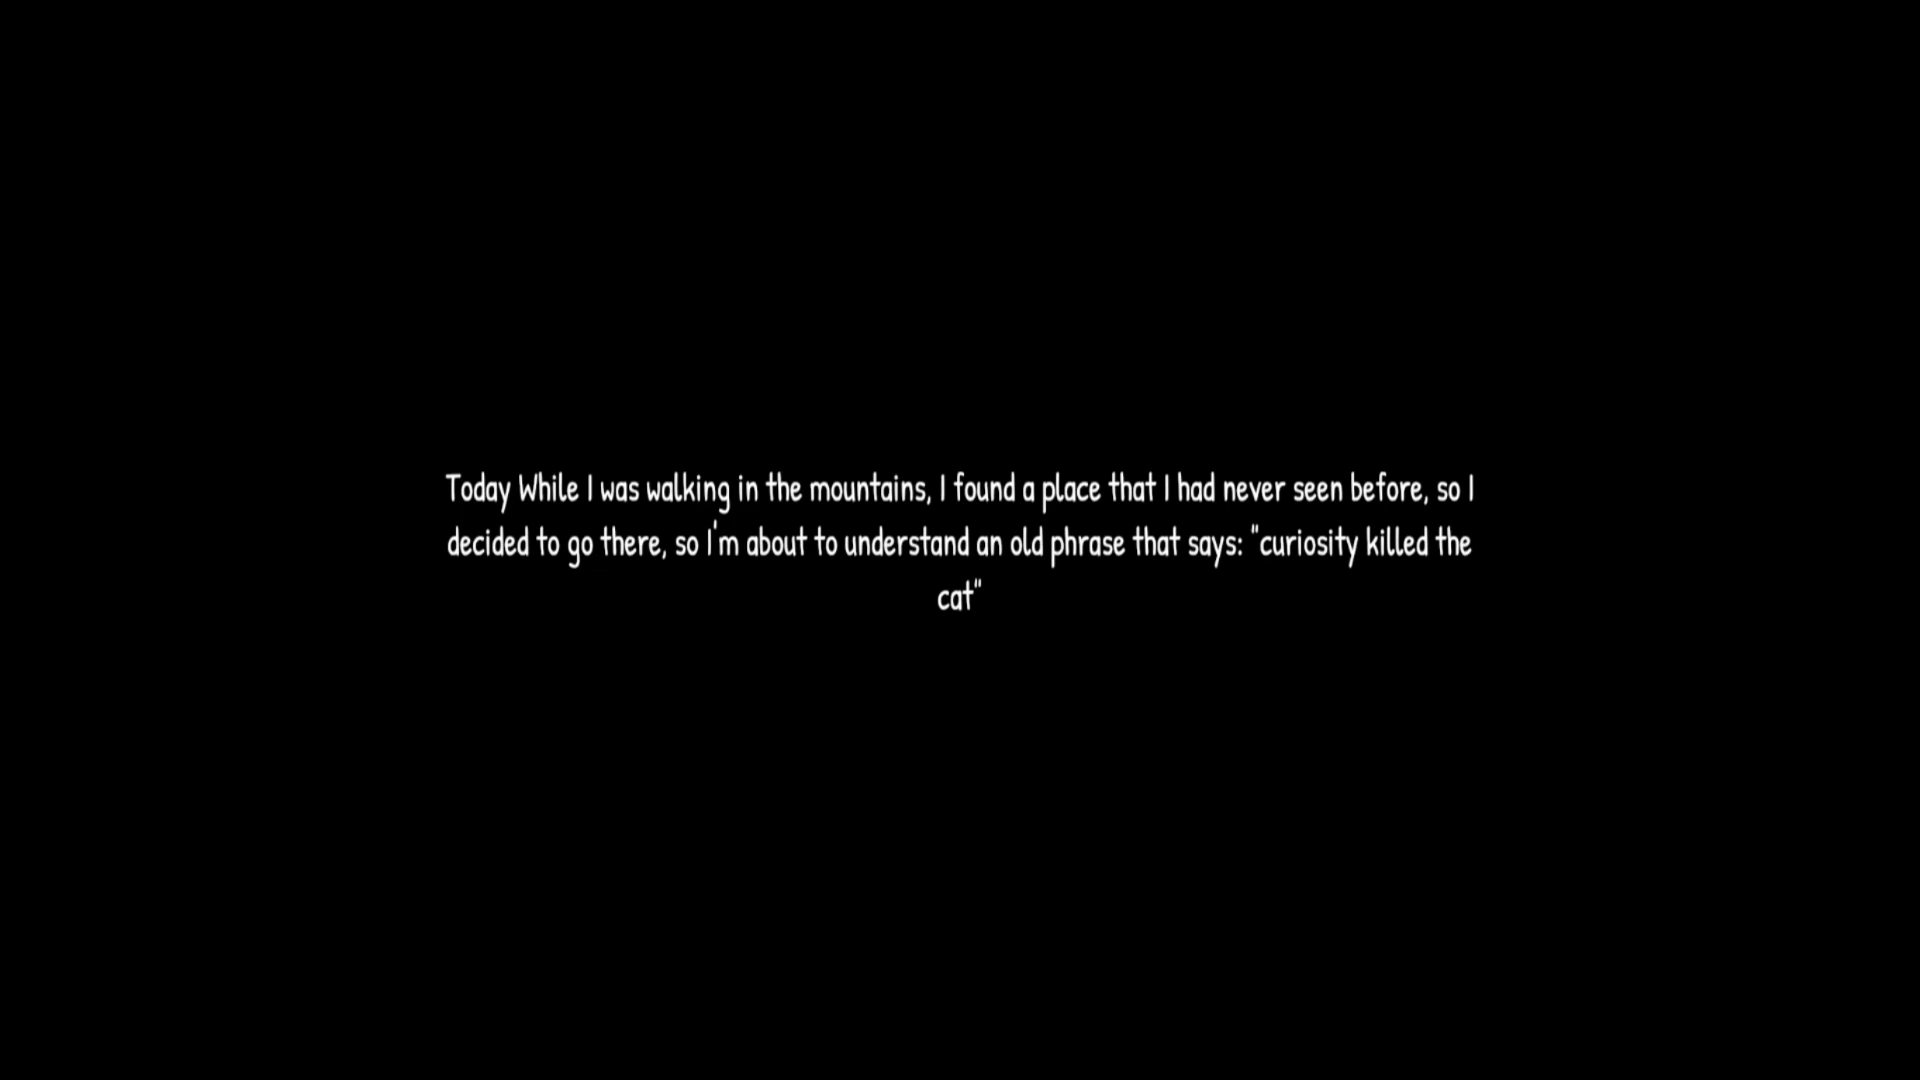 Today While I was walking in the mountains, I found a place that I had never seen before, so I
decided to go there, so I'm about to understand an old phrase that says: "curiosity killed the
cat"